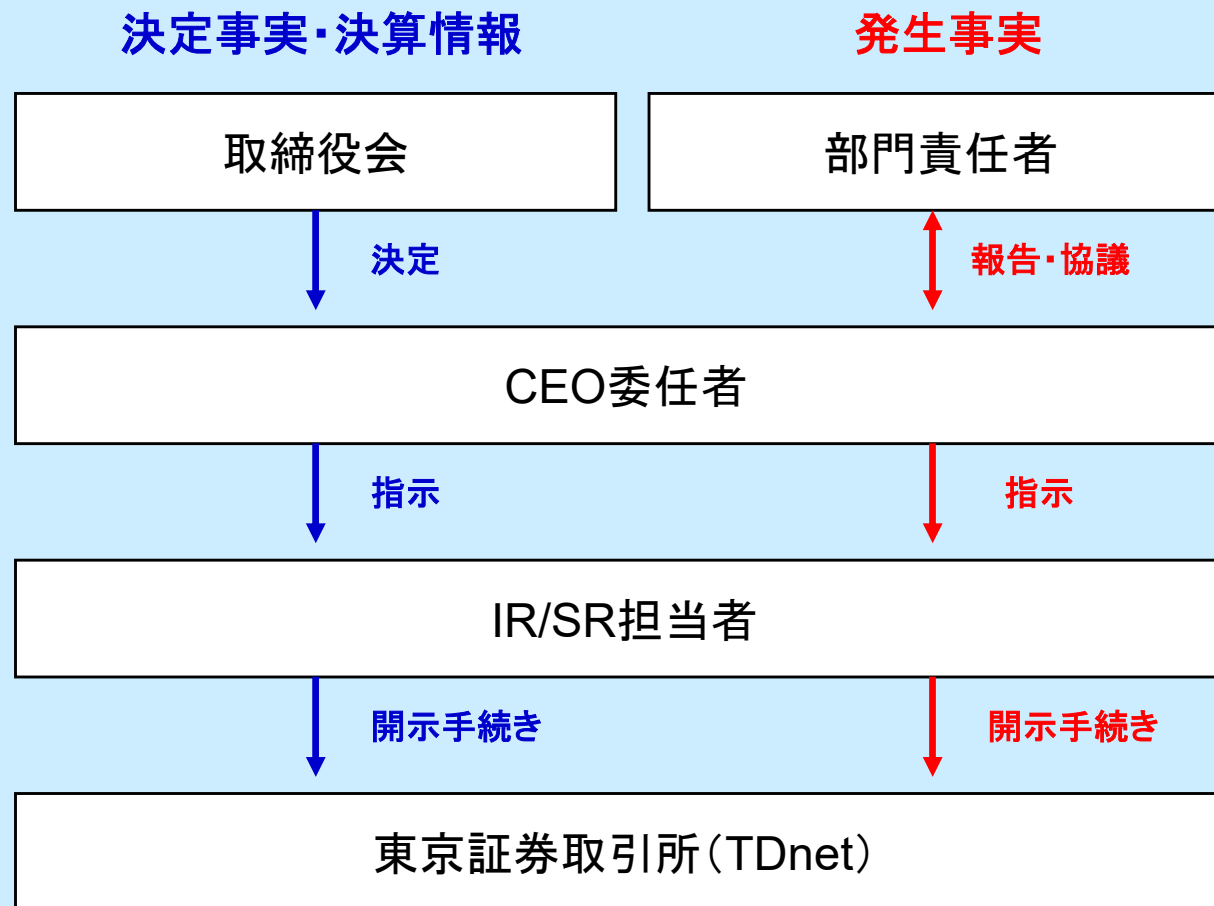 決定事実・決算情報
発生事実
取締役会
部門責任者
決定
報告・協議
CEO委任者
指示
指示
IR/SR担当者
開示手続き
開示手続き
東京証券取引所（TDnet）